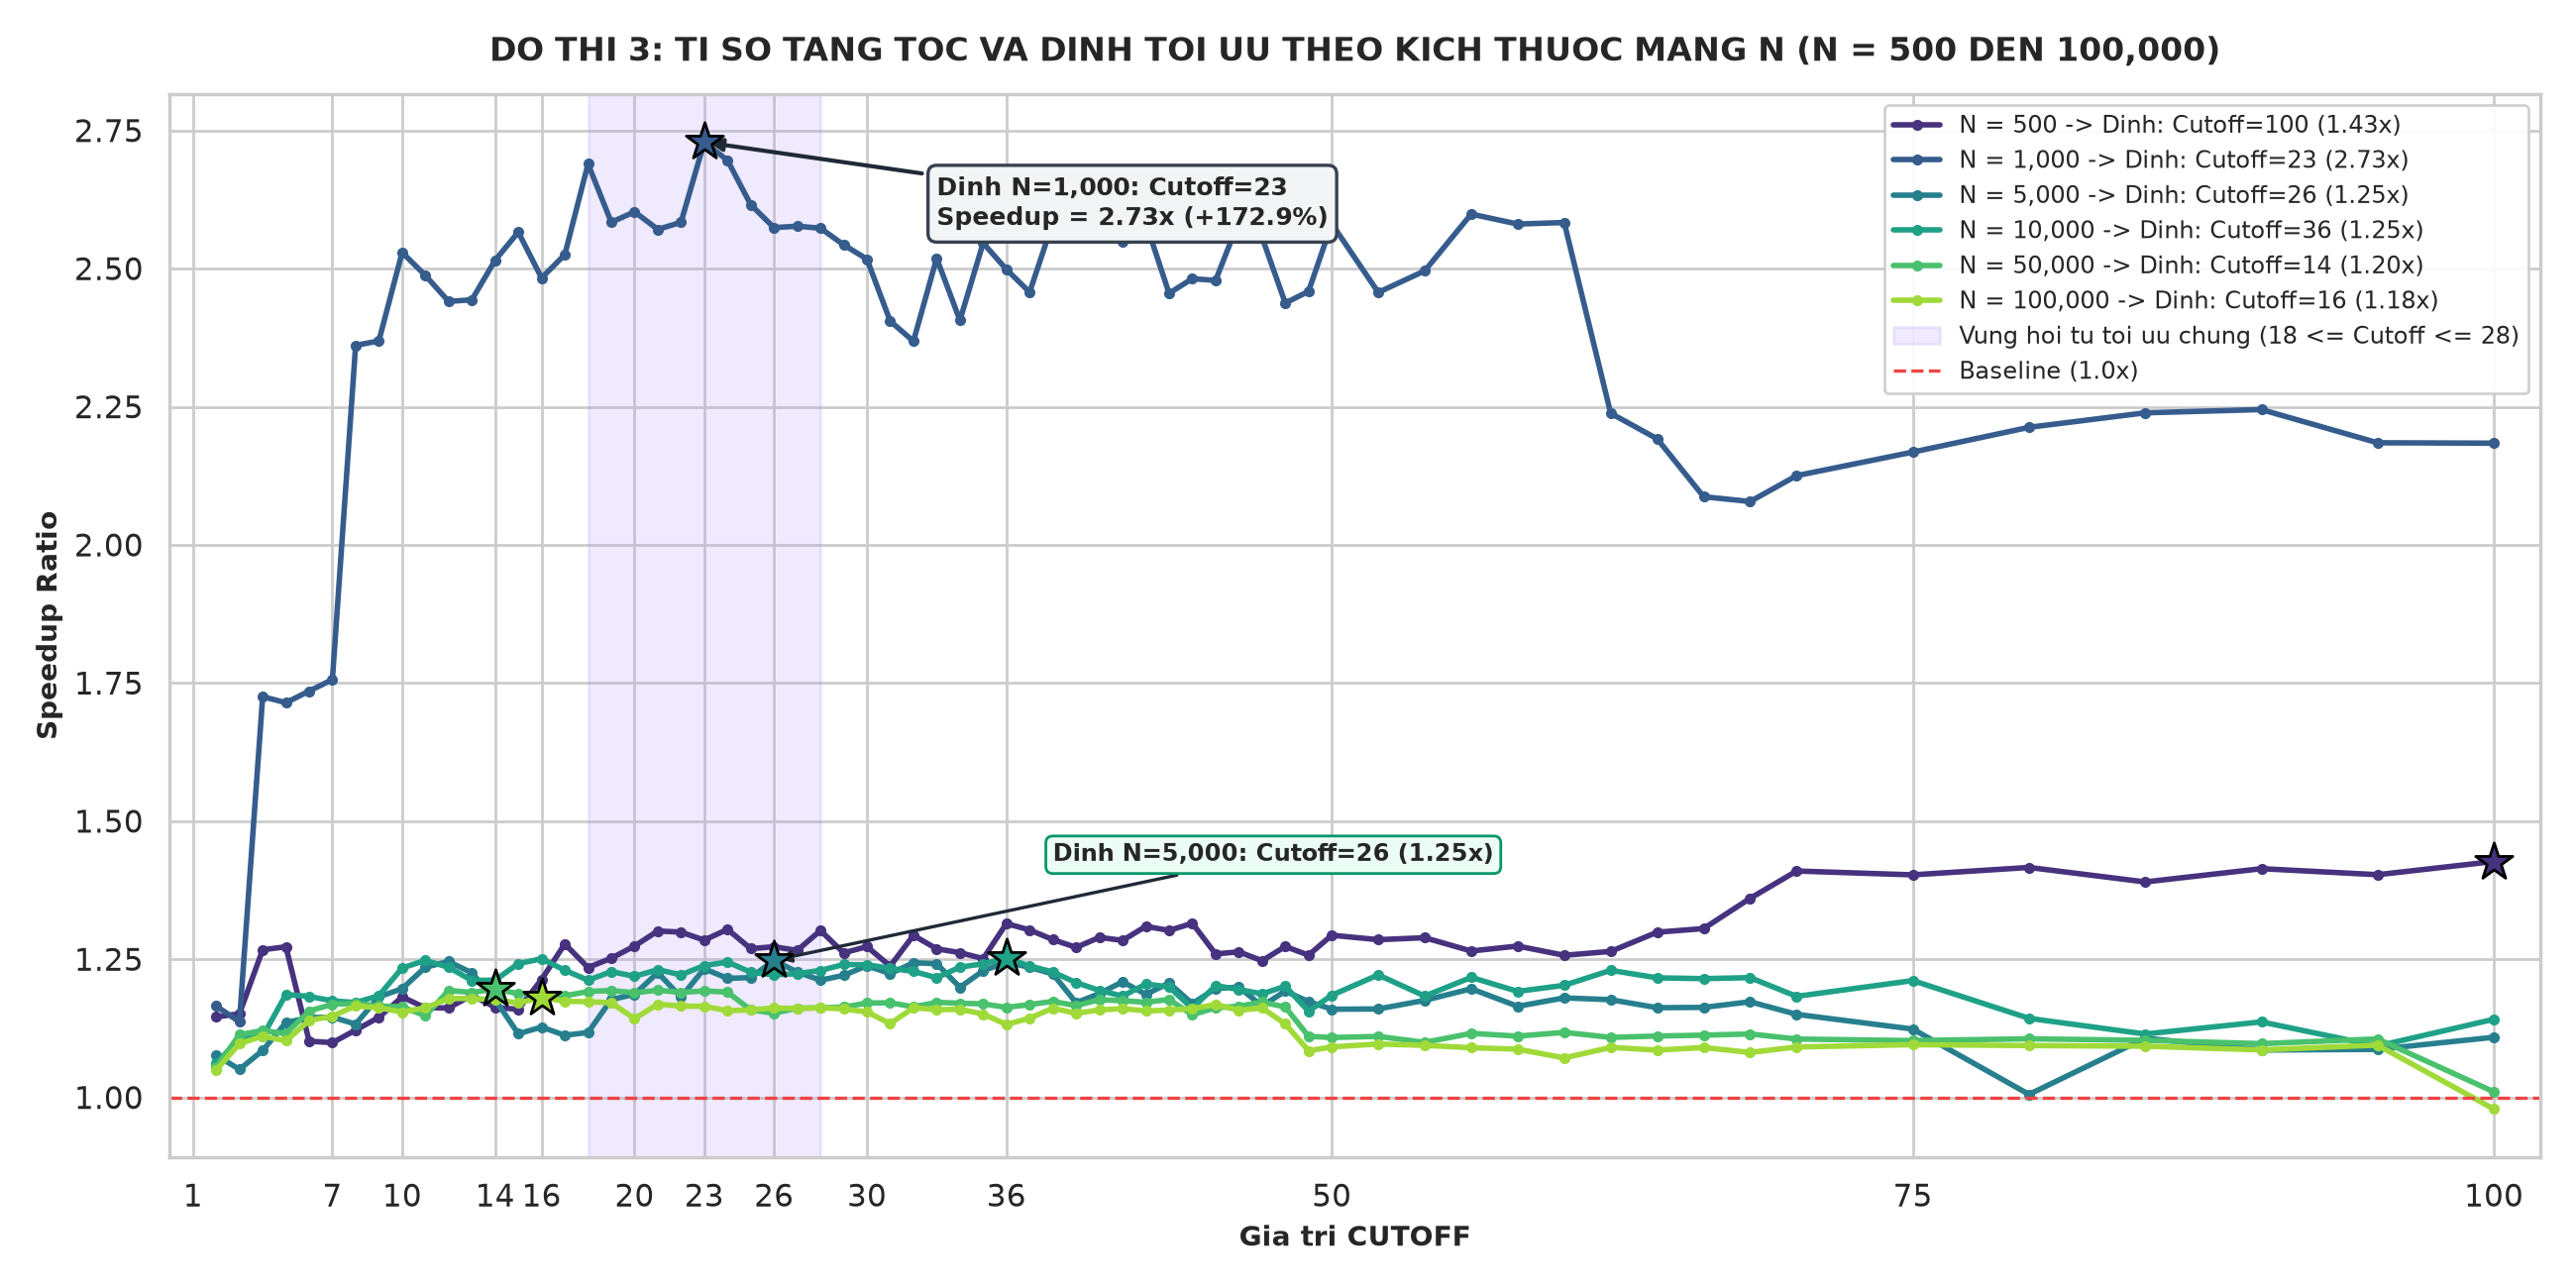 DO THI 3: TI SO TANG TOC VA DINH TOI UU THEO KICH THUOC MANG N (N = 500 DEN 100,000)
Speedup Ratio
2.75
2.50
2.25
2.00
1.75
1.50
1.25
1.00
N = 500 -> Dinh: Cutoff=100 (1.43x)
N = 1,000 -> Dinh: Cutoff=23 (2.73x)
N = 5,000 -> Dinh: Cutoff=26 (1.25x)
N = 10,000 -> Dinh: Cutoff=36 (1.25x)
N = 50,000 -> Dinh: Cutoff=14 (1.20x)
N = 100,000 -> Dinh: Cutoff=16 (1.18x)
Vung hoi tu toi uu chung (18 <= Cutoff <= 28)
Baseline (1.0x)
Dinh N=1,000: Cutoff=23
Speedup = 2.73x (+172.9%)
Dinh N=5,000: Cutoff=26 (1.25x)
1 7 10 14 16 20 23 26 30 36 50 75 100
Gia tri CUTOFF